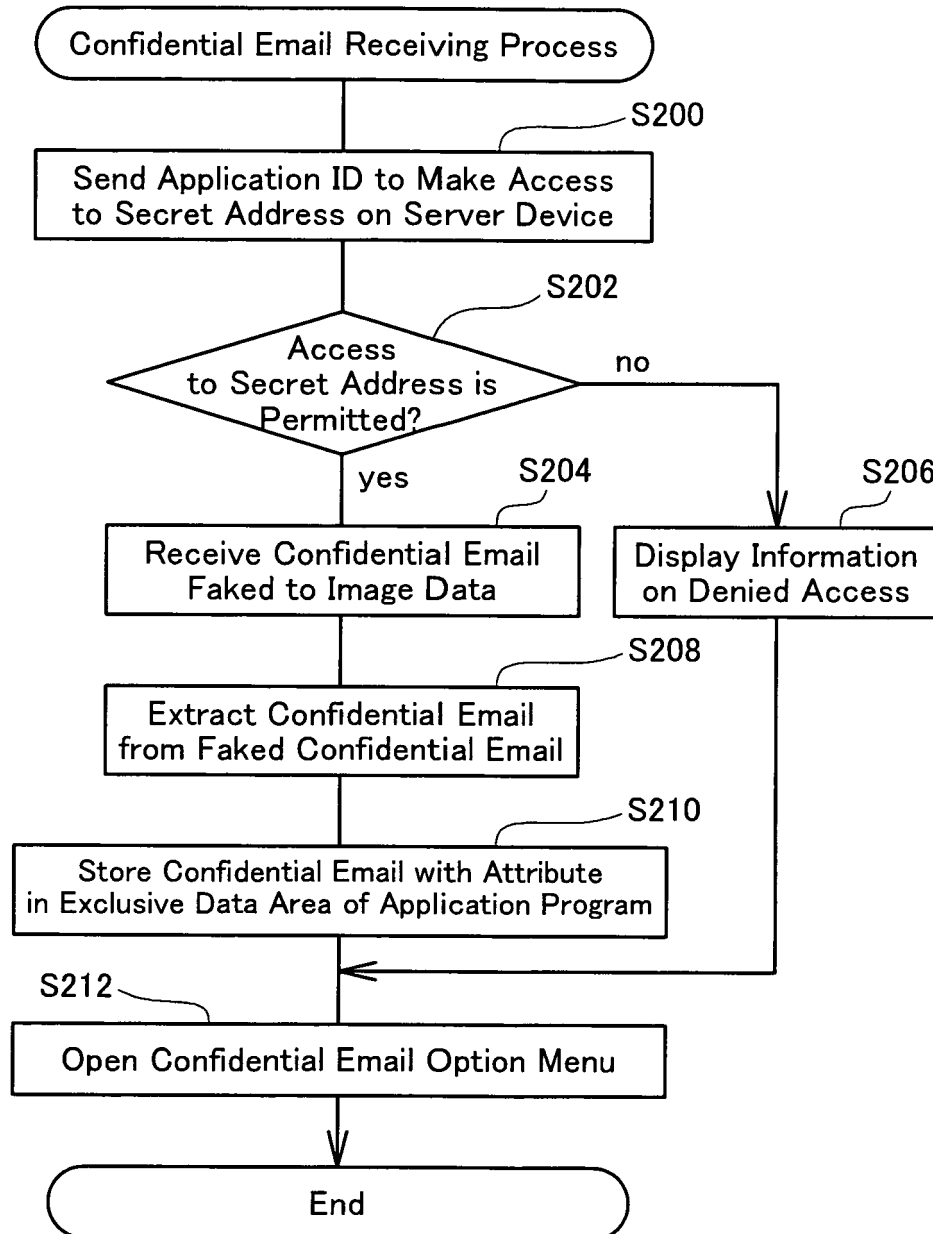 Confidential Email Receiving Process
S200
Send Application ID to Make Access
to Secret Address on Server Device
S202
Access
to Secret Address is
Permitted?
no
yes
S204
Receive Confidential Email
Faked to Image Data
S206
Display Information
on Denied Access
S208
Extract Confidential Email
from Faked Confidential Email
S210
Store Confidential Email with Attribute
in Exclusive Data Area of Application Program
S212
Open Confidential Email Option Menu
End